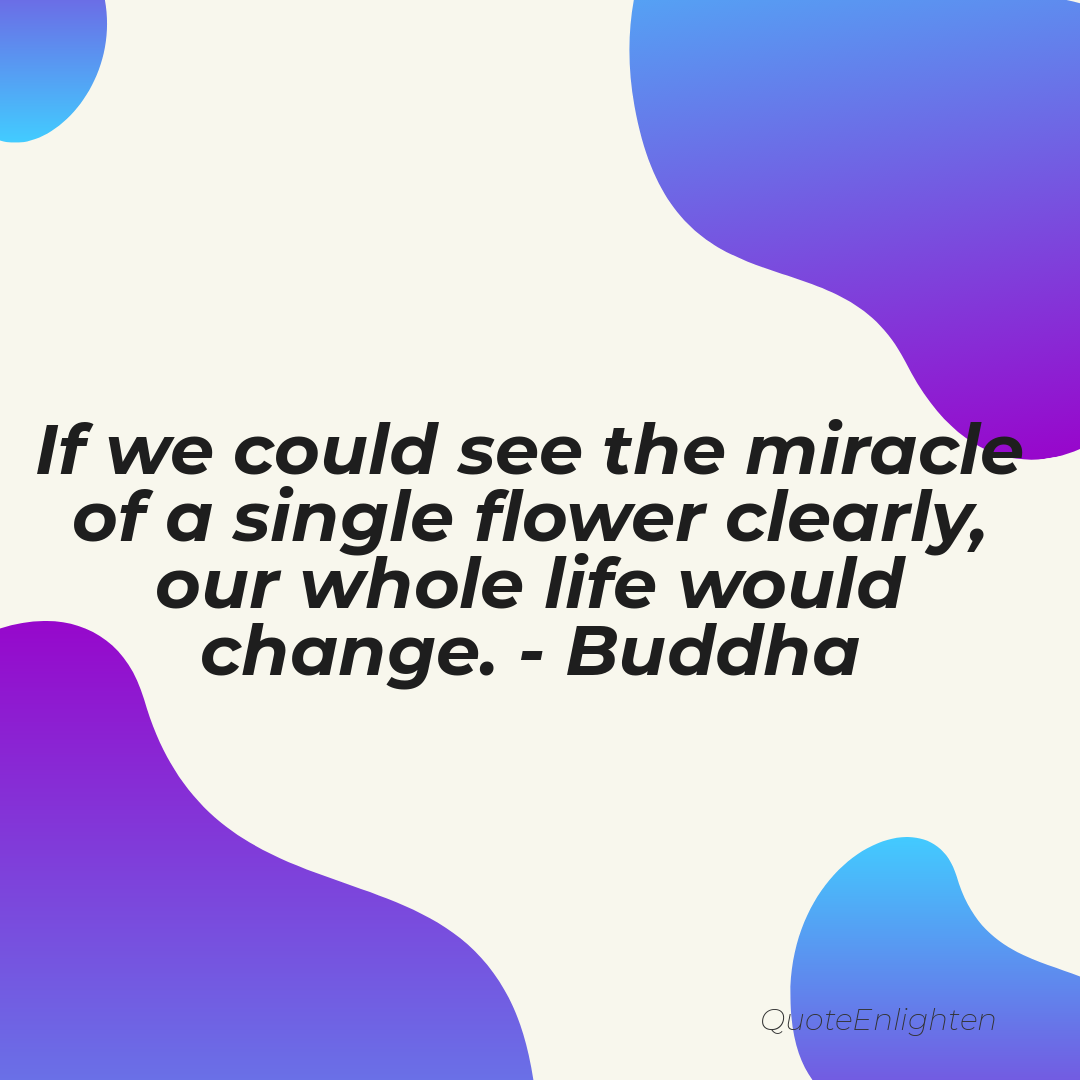 If we could see the miracle
of a single flower clearly,
our whole life would
change. - Buddha
QuoteEnlighten